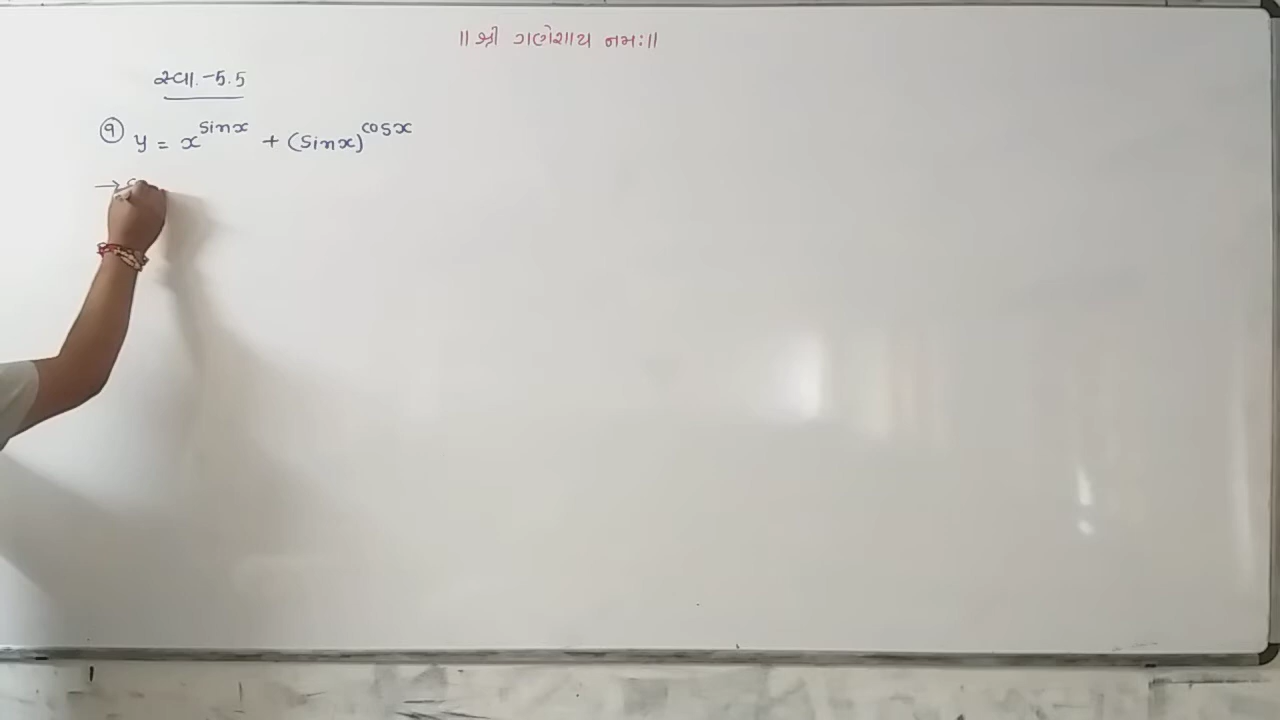 ॥ શ્રી ગણેશાય નમઃ॥
સ્વા.-5.5
⑨ y = x^sinx + (sinx)^cosx
→